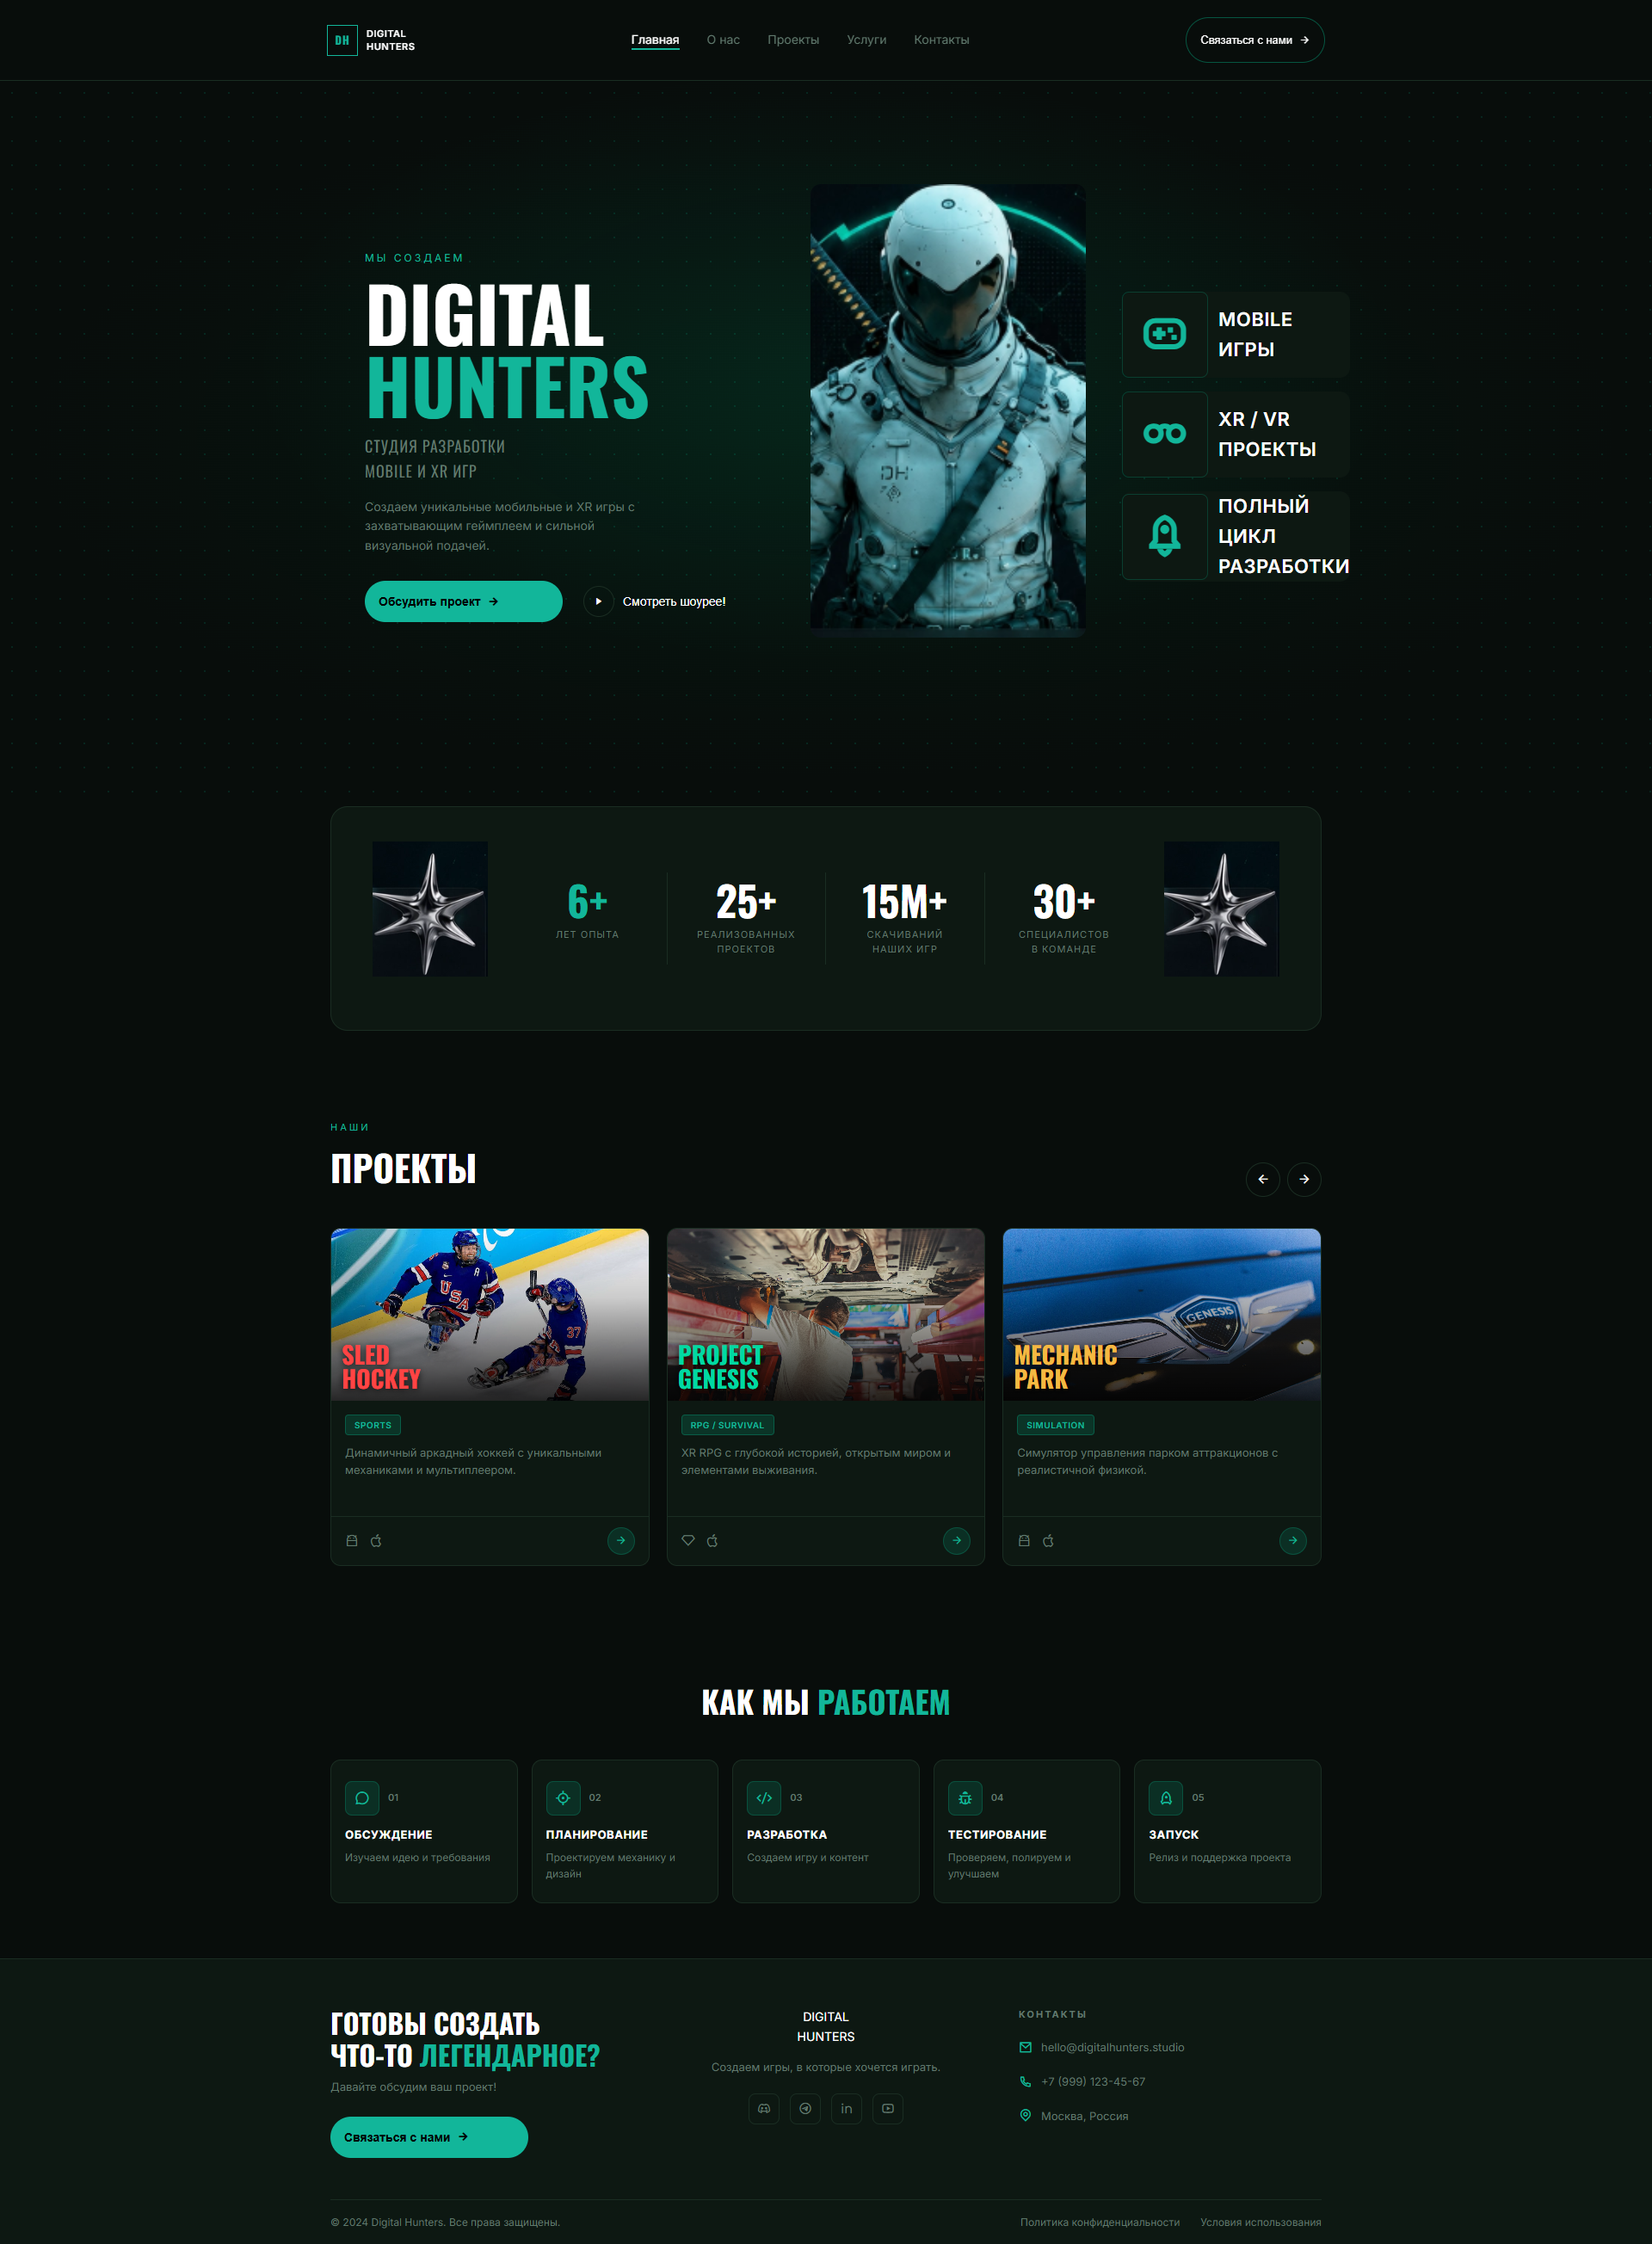 DH
DIGITAL
HUNTERS
Главная
О нас
Проекты
Услуги
Контакты
Связаться с нами →
МЫ СОЗДАЕМ
DIGITAL
HUNTERS
СТУДИЯ РАЗРАБОТКИ
MOBILE И XR ИГР
Создаем уникальные мобильные и XR игры с
захватывающим геймплеем и сильной
визуальной подачей.
Обсудить проект →
Смотреть шоурее!
DH
MOBILE
ИГРЫ
XR / VR
ПРОЕКТЫ
ПОЛНЫЙ
ЦИКЛ
РАЗРАБОТКИ
6+
ЛЕТ ОПЫТА
25+
РЕАЛИЗОВАННЫХ
ПРОЕКТОВ
15M+
СКАЧИВАНИЙ
НАШИХ ИГР
30+
СПЕЦИАЛИСТОВ
В КОМАНДЕ
НАШИ
ПРОЕКТЫ
A
USA
37
SLED
HOCKEY
SPORTS
Динамичный аркадный хоккей с уникальными
механиками и мультиплеером.
PROJECT
GENESIS
RPG / SURVIVAL
XR RPG с глубокой историей, открытым миром и
элементами выживания.
GENESIS
MECHANIC
PARK
SIMULATION
Симулятор управления парком аттракционов с
реалистичной физикой.
КАК МЫ РАБОТАЕМ
01
ОБСУЖДЕНИЕ
Изучаем идею и требования
02
ПЛАНИРОВАНИЕ
Проектируем механику и
дизайн
03
РАЗРАБОТКА
Создаем игру и контент
04
ТЕСТИРОВАНИЕ
Проверяем, полируем и
улучшаем
05
ЗАПУСК
Релиз и поддержка проекта
ГОТОВЫ СОЗДАТЬ
ЧТО-ТО ЛЕГЕНДАРНОЕ?
Давайте обсудим ваш проект!
Связаться с нами →
DIGITAL
HUNTERS
Создаем игры, в которые хочется играть.
in
КОНТАКТЫ
hello@digitalhunters.studio
+7 (999) 123-45-67
Москва, Россия
© 2024 Digital Hunters. Все права защищены.
Политика конфиденциальности
Условия использования